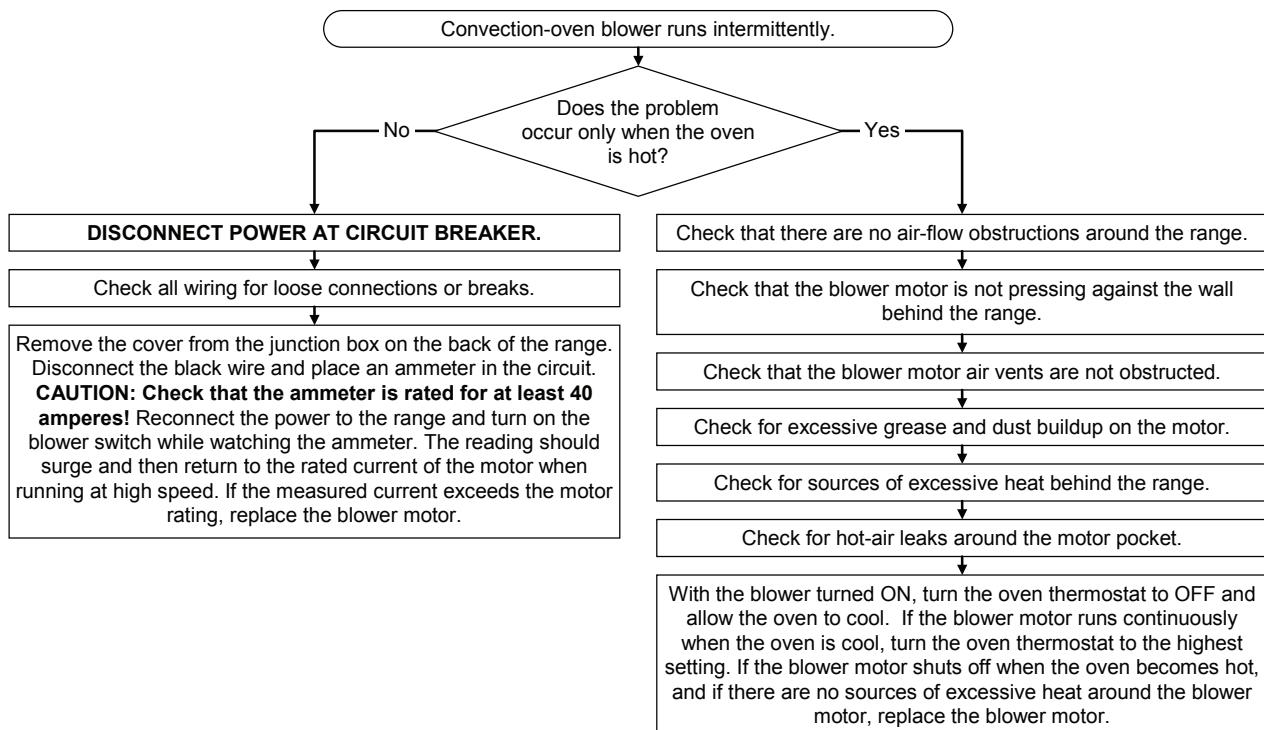 Convection-oven blower runs intermittently.
Does the problem
occur only when the oven
is hot?
No
Yes
DISCONNECT POWER AT CIRCUIT BREAKER.
Check all wiring for loose connections or breaks.
Remove the cover from the junction box on the back of the range.
Disconnect the black wire and place an ammeter in the circuit.
CAUTION: Check that the ammeter is rated for at least 40
amperes! Reconnect the power to the range and turn on the
blower switch while watching the ammeter. The reading should
surge and then return to the rated current of the motor when
running at high speed. If the measured current exceeds the motor
rating, replace the blower motor.
Check that there are no air-flow obstructions around the range.
Check that the blower motor is not pressing against the wall
behind the range.
Check that the blower motor air vents are not obstructed.
Check for excessive grease and dust buildup on the motor.
Check for sources of excessive heat behind the range.
Check for hot-air leaks around the motor pocket.
With the blower turned ON, turn the oven thermostat to OFF and
allow the oven to cool.  If the blower motor runs continuously
when the oven is cool, turn the oven thermostat to the highest
setting. If the blower motor shuts off when the oven becomes hot,
and if there are no sources of excessive heat around the blower
motor, replace the blower motor.